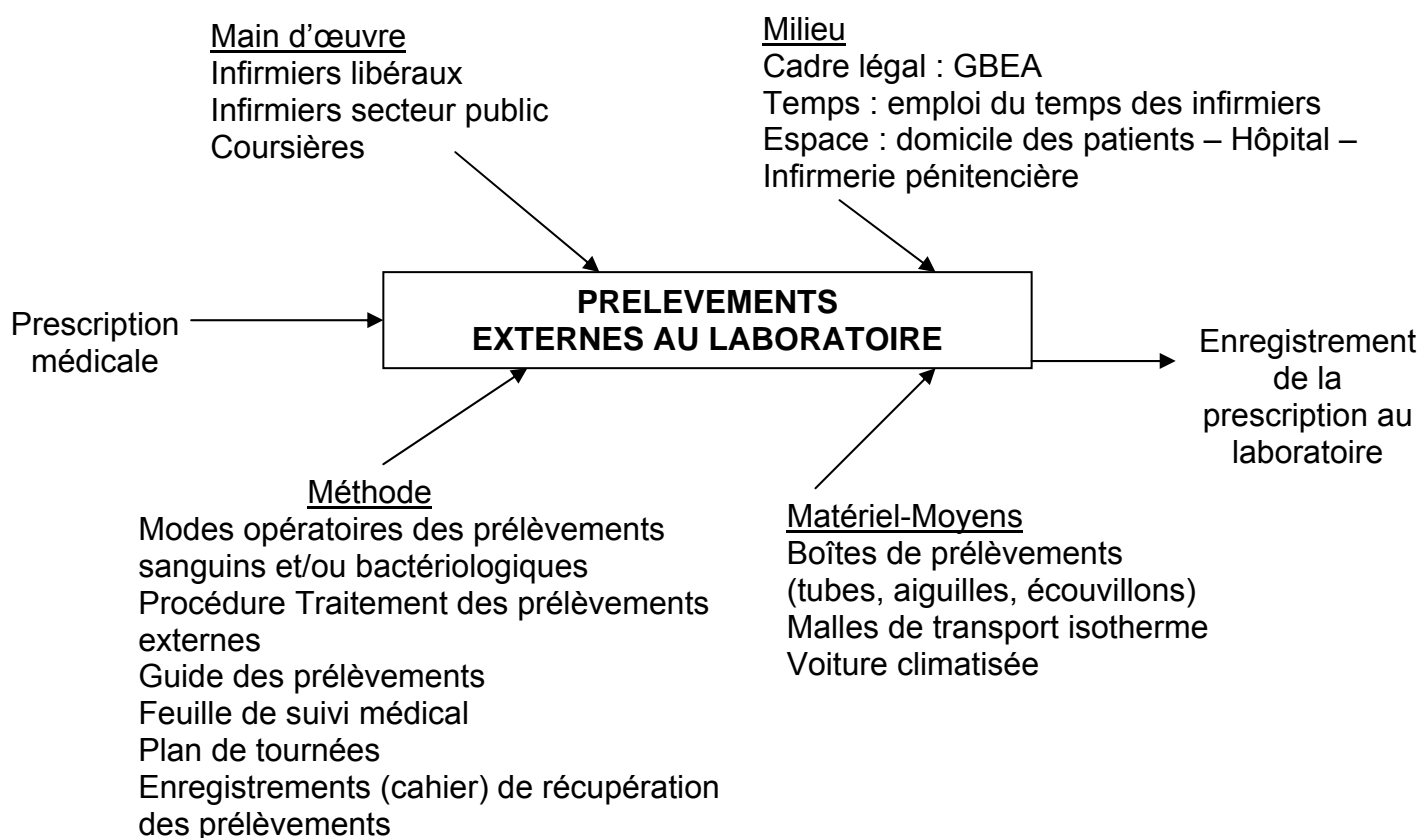 Main d’œuvre
Infirmiers libéraux
Infirmiers secteur public
Coursières
Milieu
Cadre légal : GBEA
Temps : emploi du temps des infirmiers
Espace : domicile des patients – Hôpital –
Infirmerie pénitencière
Prescription
médicale
PRELEVEMENTS
EXTERNES AU LABORATOIRE
Enregistrement
de la
prescription au
laboratoire
Méthode
Modes opératoires des prélèvements
sanguins et/ou bactériologiques
Procédure Traitement des prélèvements
externes
Guide des prélèvements
Feuille de suivi médical
Plan de tournées
Enregistrements (cahier) de récupération
des prélèvements
Matériel-Moyens
Boîtes de prélèvements
(tubes, aiguilles, écouvillons)
Malles de transport isotherme
Voiture climatisée